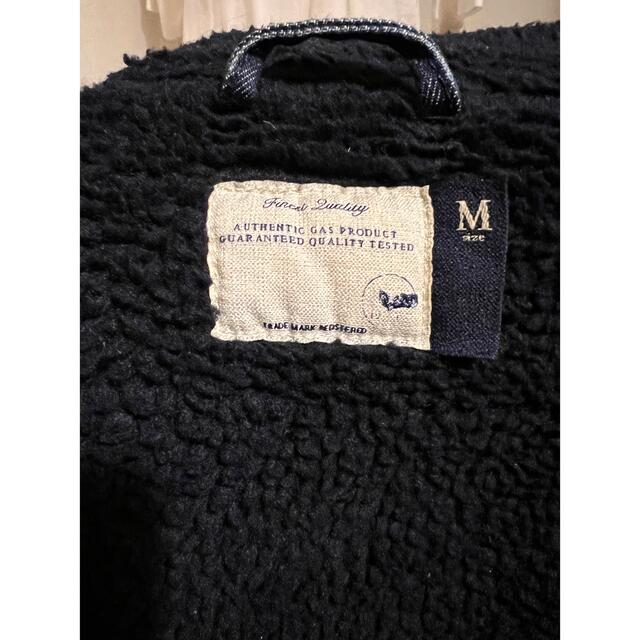 Finest Quality
AUTHENTIC GAS PRODUCT
GUARANTEED QUALITY TESTED
TRADE MARK REGISTERED
M
size